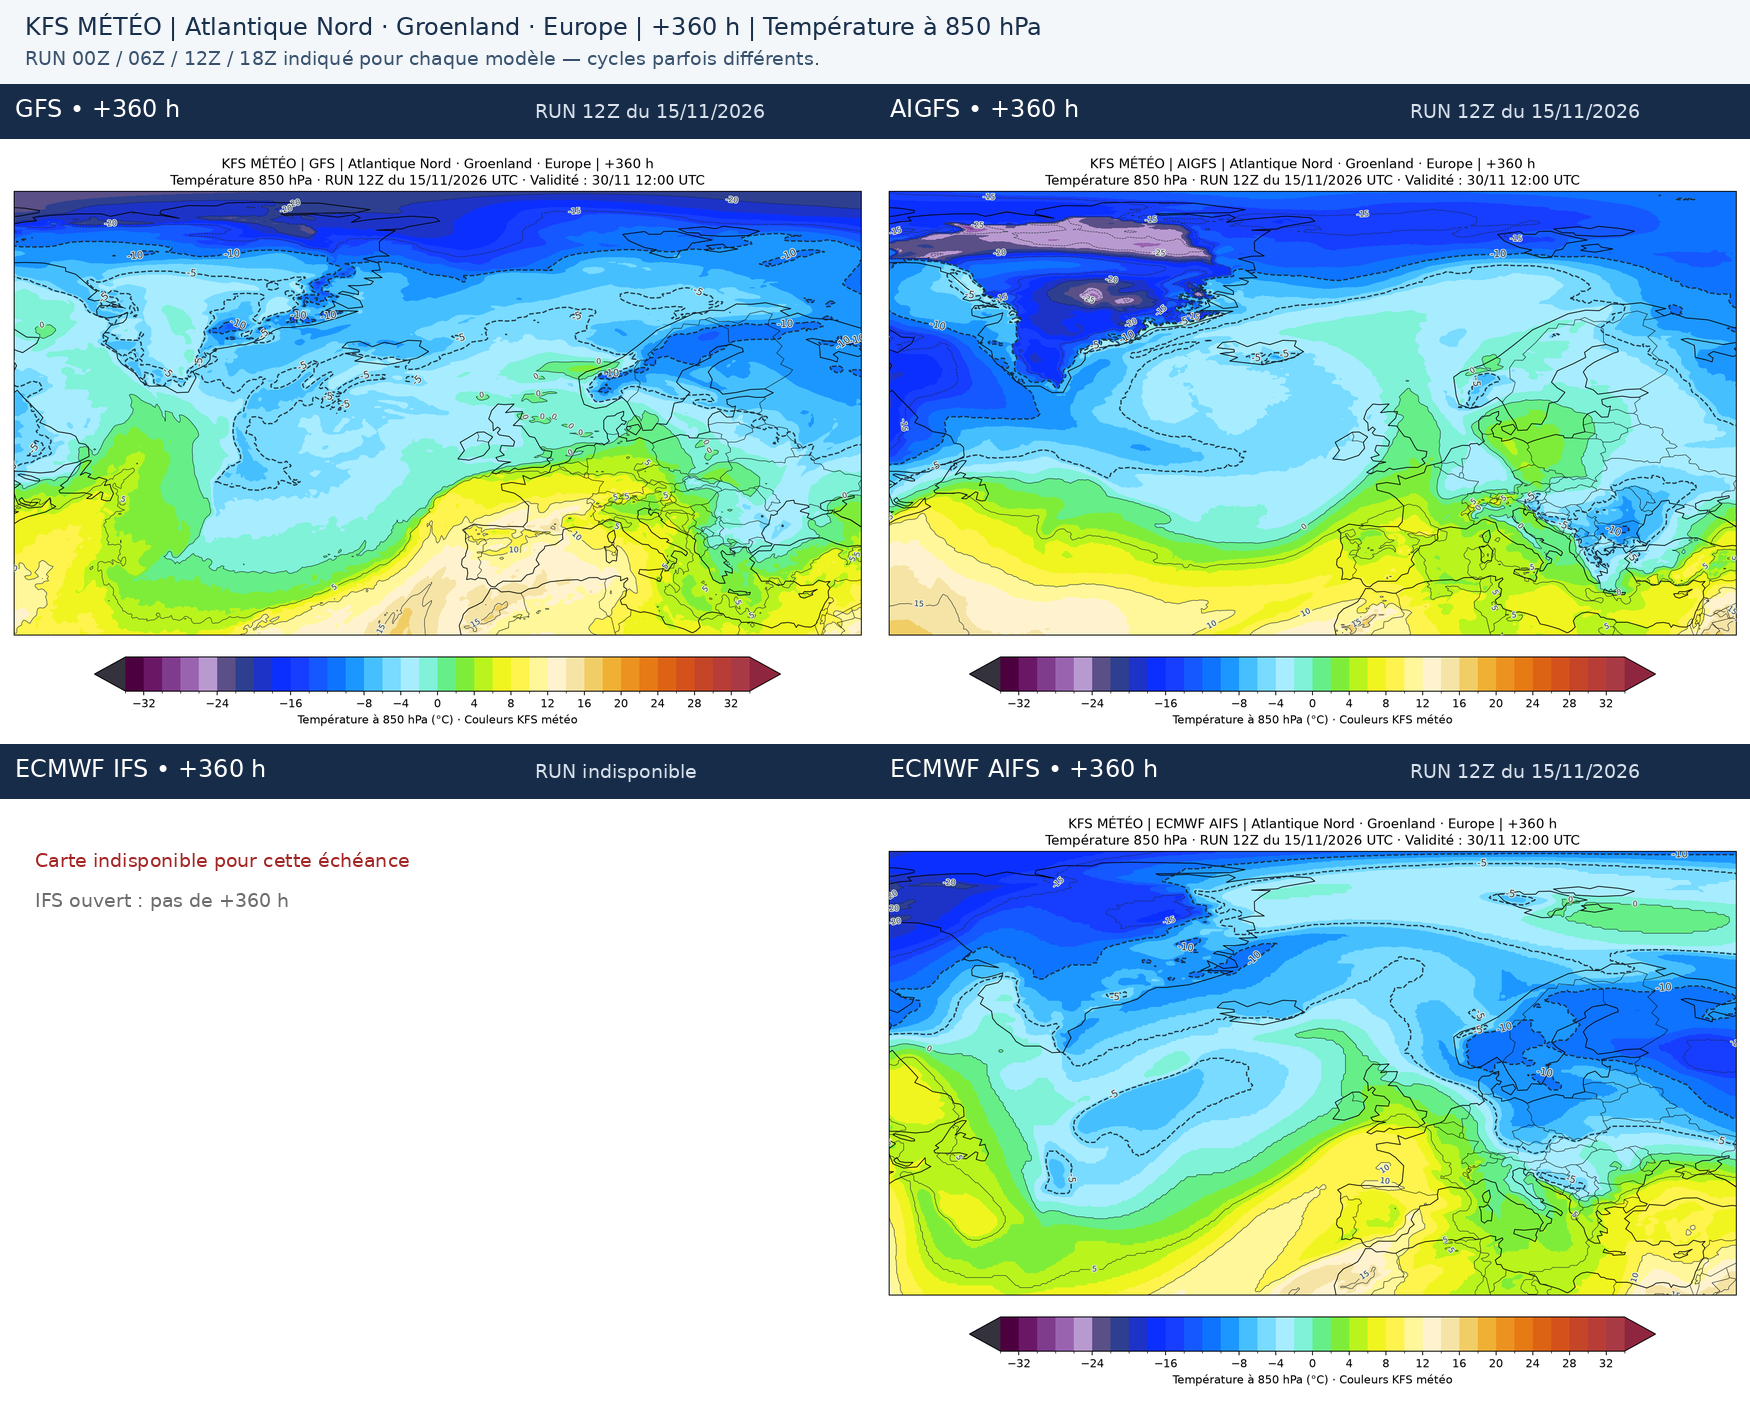 KFS MÉTÉO | Atlantique Nord · Groenland · Europe | +360 h | Température à 850 hPa
RUN 00Z / 06Z / 12Z / 18Z indiqué pour chaque modèle — cycles parfois différents.
GFS • +360 h
RUN 12Z du 15/11/2026
AIGFS • +360 h
RUN 12Z du 15/11/2026
KFS MÉTÉO | GFS | Atlantique Nord · Groenland · Europe | +360 h
Température 850 hPa · RUN 12Z du 15/11/2026 UTC · Validité : 30/11 12:00 UTC
KFS MÉTÉO | AIGFS | Atlantique Nord · Groenland · Europe | +360 h
Température 850 hPa · RUN 12Z du 15/11/2026 UTC · Validité : 30/11 12:00 UTC
−32 −24 −16 −8 −4 0 4 8 12 16 20 24 28 32
Température à 850 hPa (°C) · Couleurs KFS météo
−32 −24 −16 −8 −4 0 4 8 12 16 20 24 28 32
Température à 850 hPa (°C) · Couleurs KFS météo
ECMWF IFS • +360 h
RUN indisponible
ECMWF AIFS • +360 h
RUN 12Z du 15/11/2026
Carte indisponible pour cette échéance
IFS ouvert : pas de +360 h
KFS MÉTÉO | ECMWF AIFS | Atlantique Nord · Groenland · Europe | +360 h
Température 850 hPa · RUN 12Z du 15/11/2026 UTC · Validité : 30/11 12:00 UTC
−32 −24 −16 −8 −4 0 4 8 12 16 20 24 28 32
Température à 850 hPa (°C) · Couleurs KFS météo